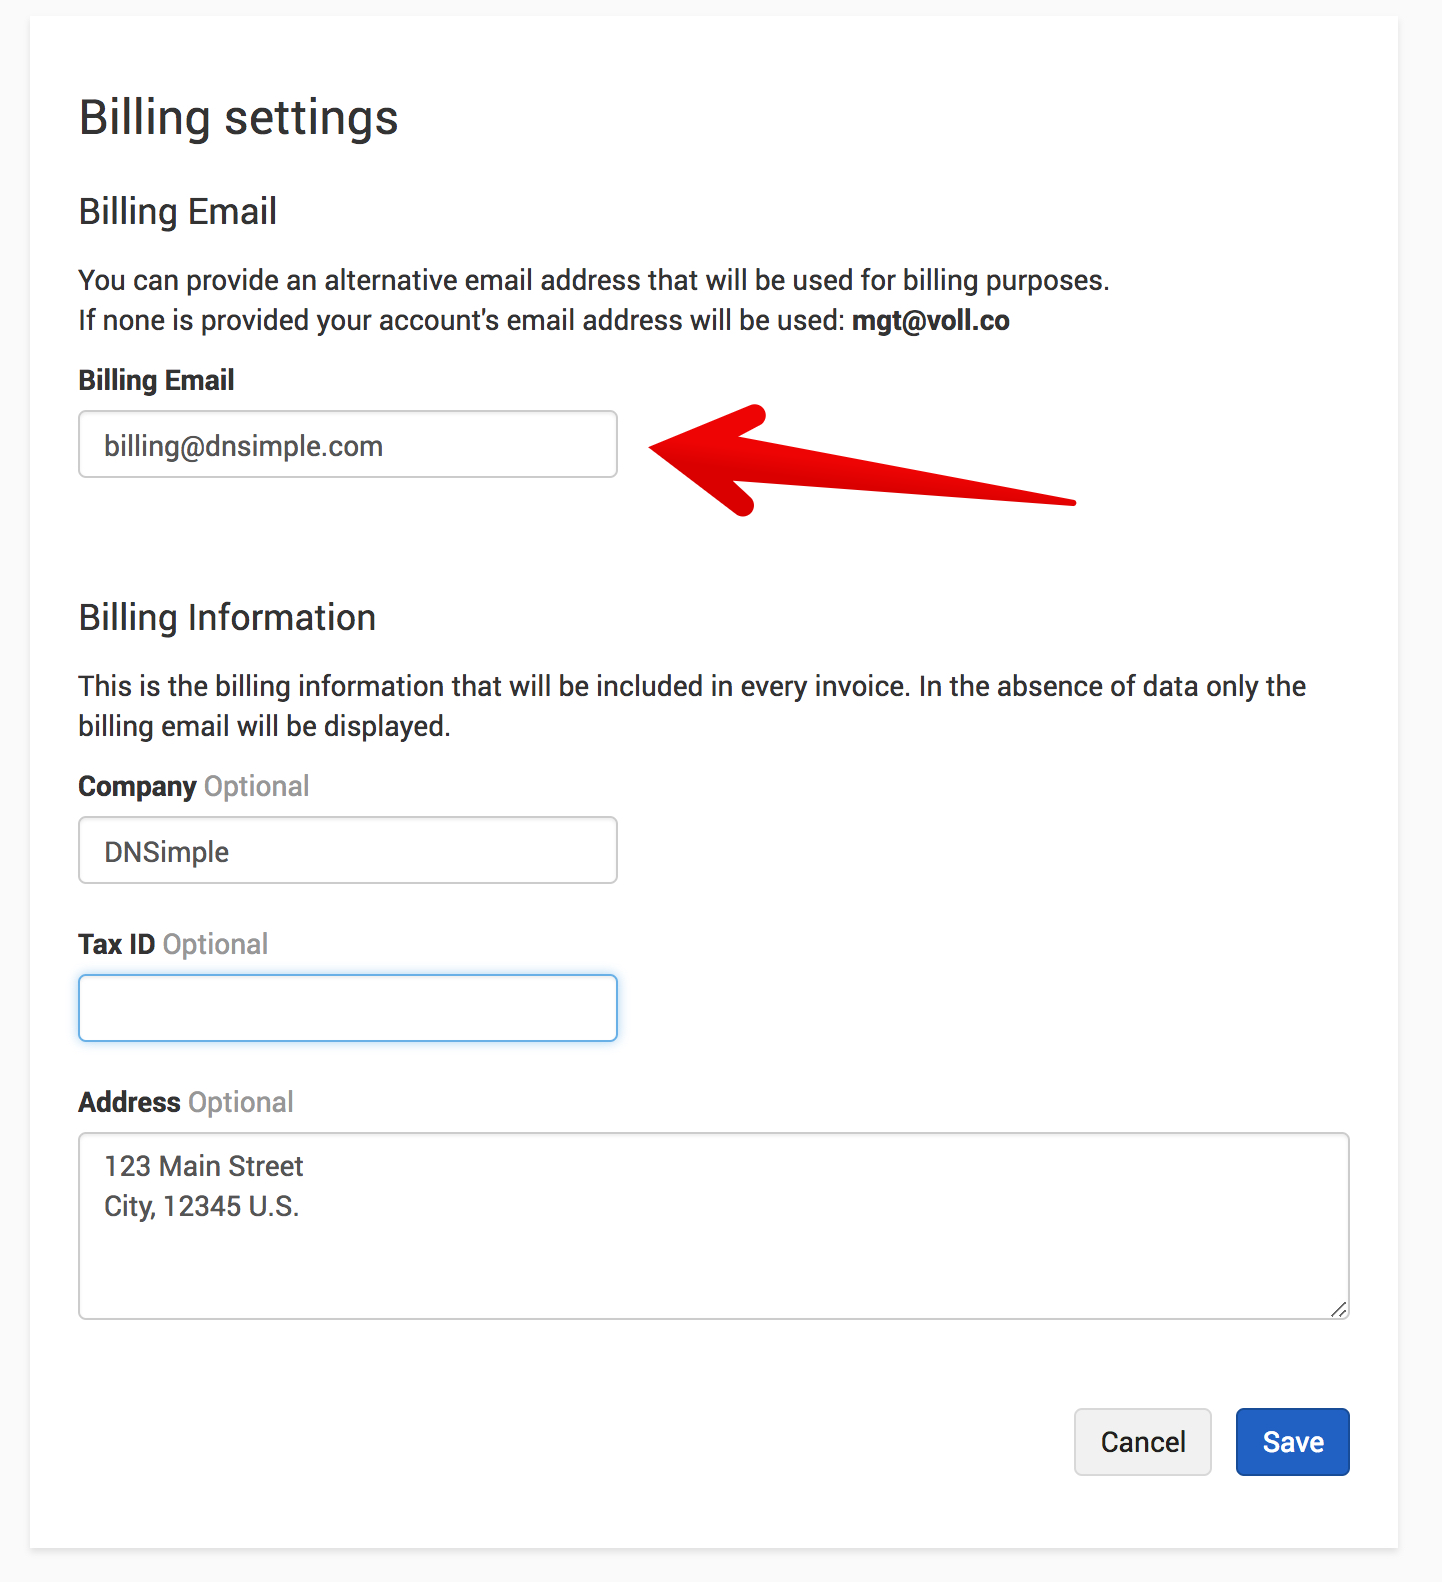 Billing settings
Billing Email
You can provide an alternative email address that will be used for billing purposes.
If none is provided your account's email address will be used: mgt@voll.co
Billing Email
billing@dnsimple.com
Billing Information
This is the billing information that will be included in every invoice. In the absence of data only the
billing email will be displayed.
Company Optional
DNSimple
Tax ID Optional
Address Optional
123 Main Street
City, 12345 U.S.
Cancel Save